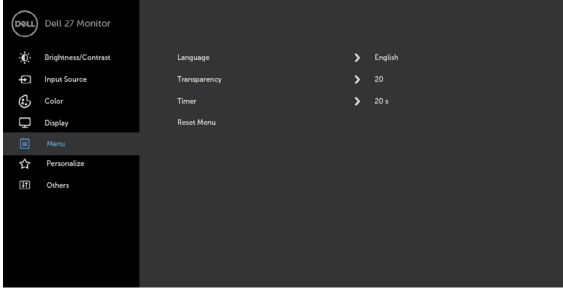 DELL Dell 27 Monitor
Brightness/Contrast Language English
Input Source Transparency 20
Color Timer 20 s
Display Reset Menu
Menu
Personalize
Others